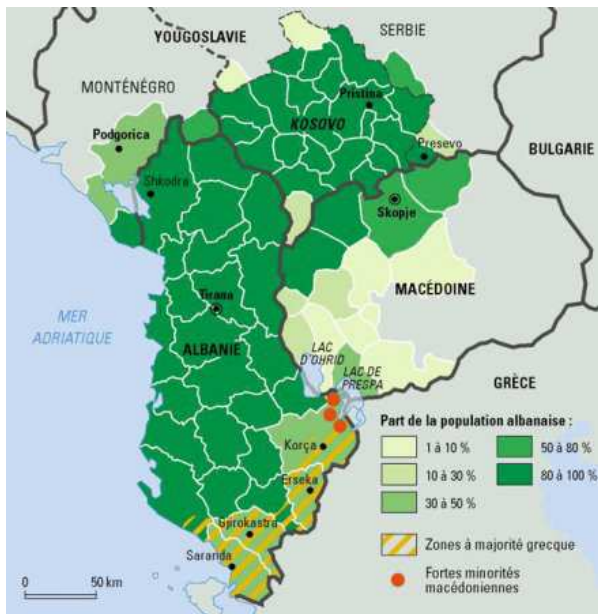 YOUGOSLAVIE
SERBIE
MONTÉNÉGRO
Pristina
KOSOVO
Podgorica
Presevo
BULGARIE
Shkodra
Skopje
MACÉDOINE
Tirana
MER
ADRIATIQUE
ALBANIE
LAC
D'OHRID
LAC DE
PRESPA
GRÈCE
Korça
Erseka
Gjirokastra
Saranda
Part de la population albanaise :
1 à 10 %
10 à 30 %
30 à 50 %
50 à 80 %
80 à 100 %
Zones à majorité grecque
Fortes minorités
macédoniennes
0 50 km